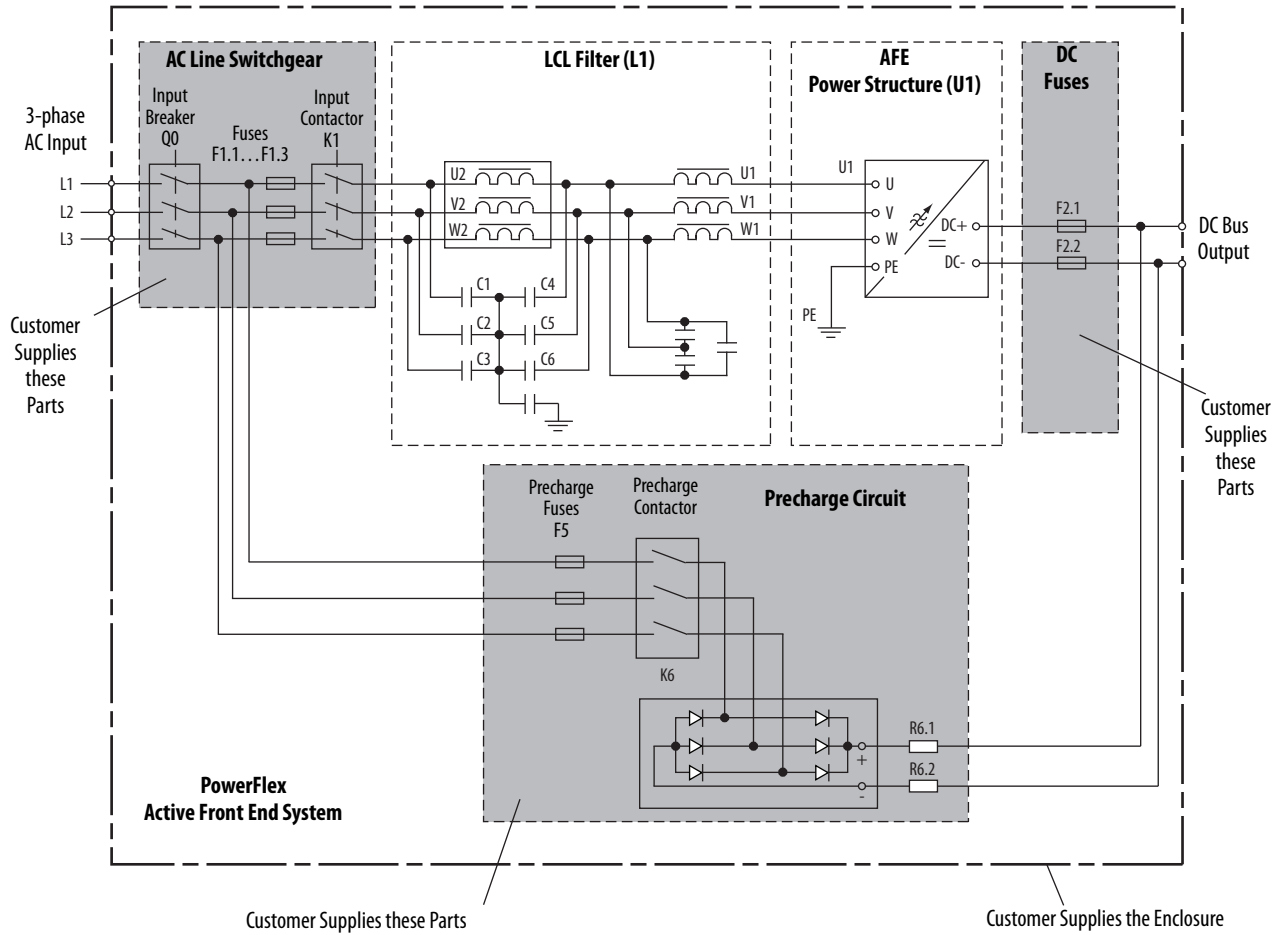 AC Line Switchgear
LCL Filter (L1)
AFE
Power Structure (U1)
DC
Fuses
3-phase
AC Input
Input
Breaker
Q0
Fuses
F1.1...F1.3
Input
Contactor
K1
L1
L2
L3
U2
V2
W2
U1
V1
W1
C1
C4
C2
C5
C3
C6
U1
U
V
W
PE
DC+
DC-
PE
F2.1
F2.2
DC Bus
Output
Customer
Supplies
these
Parts
Customer
Supplies
these
Parts
Precharge
Fuses
F5
Precharge
Contactor
Precharge Circuit
K6
+
-
R6.1
R6.2
PowerFlex
Active Front End System
Customer Supplies these Parts
Customer Supplies the Enclosure